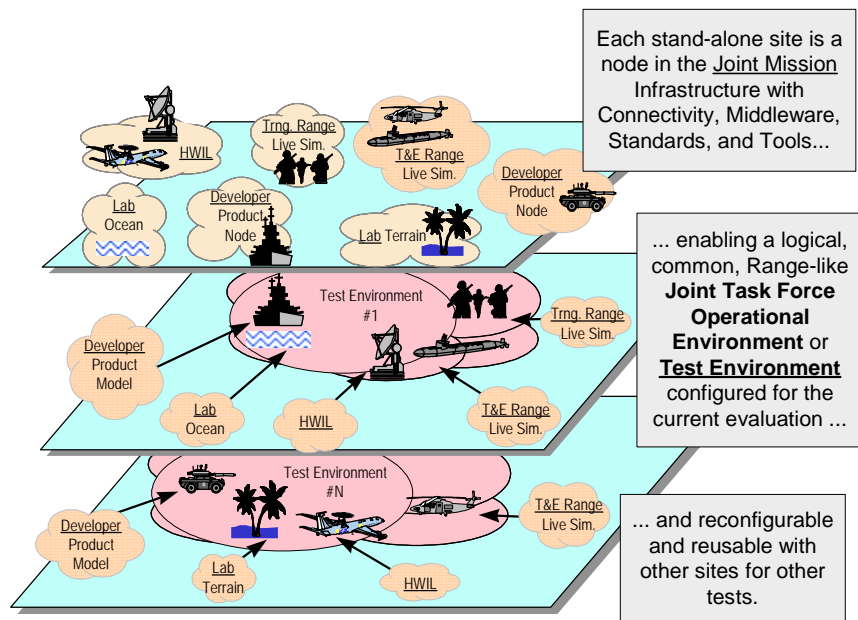 Each stand-alone site is a
node in the Joint Mission
Infrastructure with
Connectivity, Middleware,
Standards, and Tools...
HWIL
Trng. Range
Live Sim.
T&E Range
Live Sim.
Developer
Product
Node
Lab
Ocean
Developer
Product
Node
Lab Terrain
... enabling a logical,
common, Range-like
Joint Task Force
Operational
Environment or
Test Environment
configured for the
current evaluation ...
Test Environment
#1
Developer
Product
Model
Lab
Ocean
HWIL
T&E Range
Live Sim.
Trng. Range
Live Sim.
Test Environment
#N
Developer
Product
Model
Lab
Terrain
HWIL
T&E Range
Live Sim.
... and reconfigurable
and reusable with
other sites for other
tests.